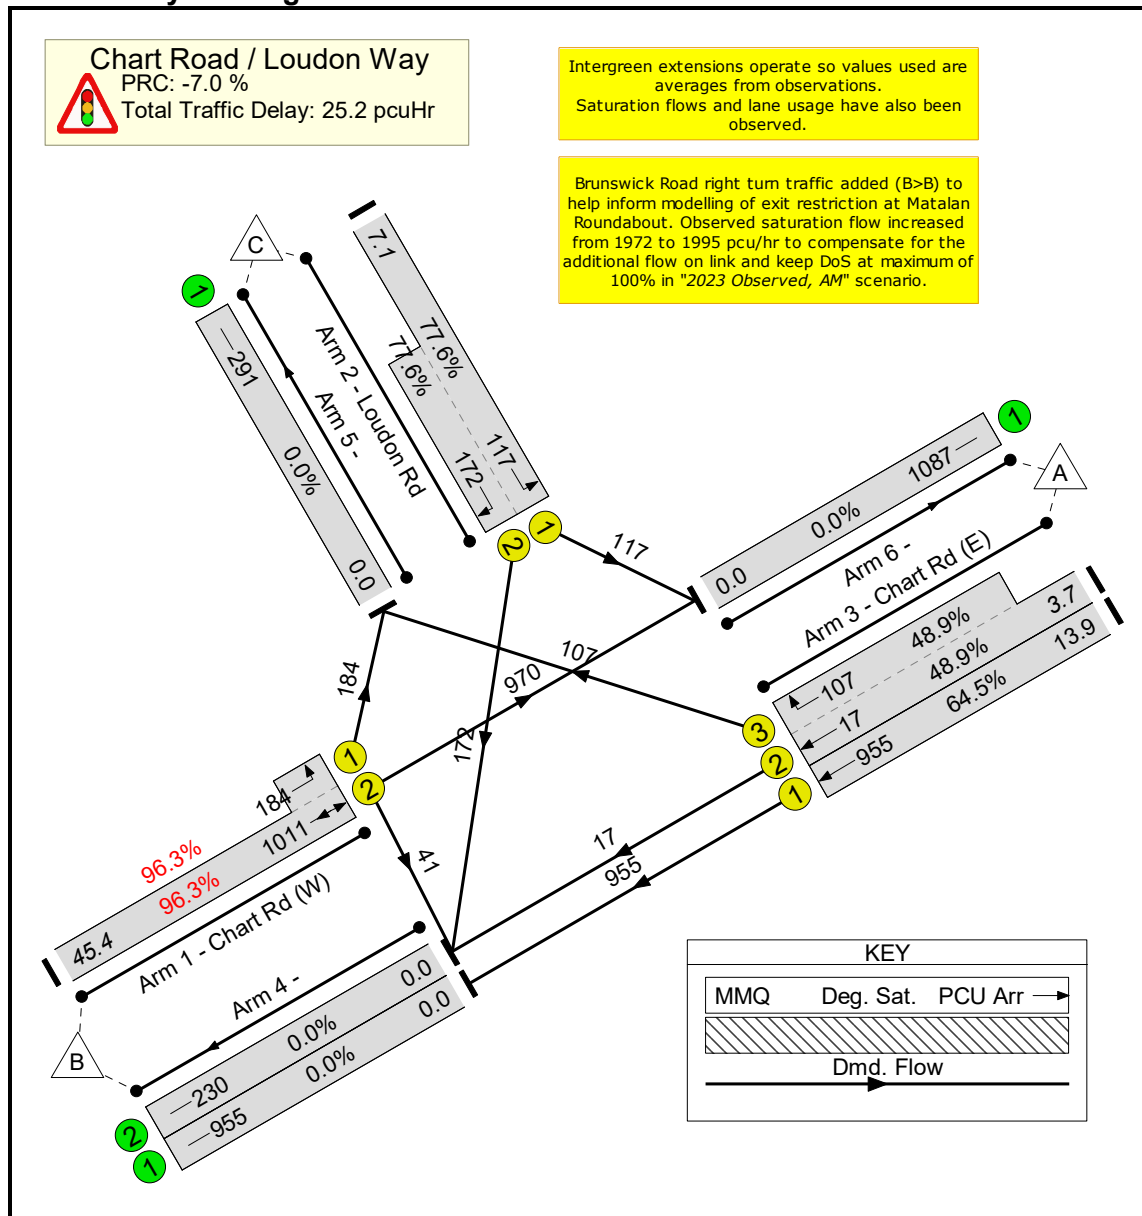 Chart Road / Loudon Way
PRC: -7.0 %
Total Traffic Delay: 25.2 pcuHr
Intergreen extensions operate so values used are
averages from observations.
Saturation flows and lane usage have also been
observed.
Brunswick Road right turn traffic added (B>B) to
help inform modelling of exit restriction at Matalan
Roundabout. Observed saturation flow increased
from 1972 to 1995 pcu/hr to compensate for the
additional flow on link and keep DoS at maximum of
100% in "2023 Observed, AM" scenario.
C
1
291
0.0%
0.0
Arm 5 -
Arm 2 - Loudon Rd
7.1
77.6%
77.6%
117
172
2
1
117
1
1087
0.0%
0.0
A
Arm 6 -
Arm 3 - Chart Rd (E)
48.9%
3.7
107
48.9%
13.9
17
64.5%
955
3
2
1
107
970
184
172
41
17
955
1
2
184
1011
96.3%
96.3%
45.4
Arm 1 - Chart Rd (W)
B
Arm 4 -
0.0
0.0%
230
0.0
0.0%
955
2
1
KEY
MMQ Deg. Sat. PCU Arr
Dmd. Flow